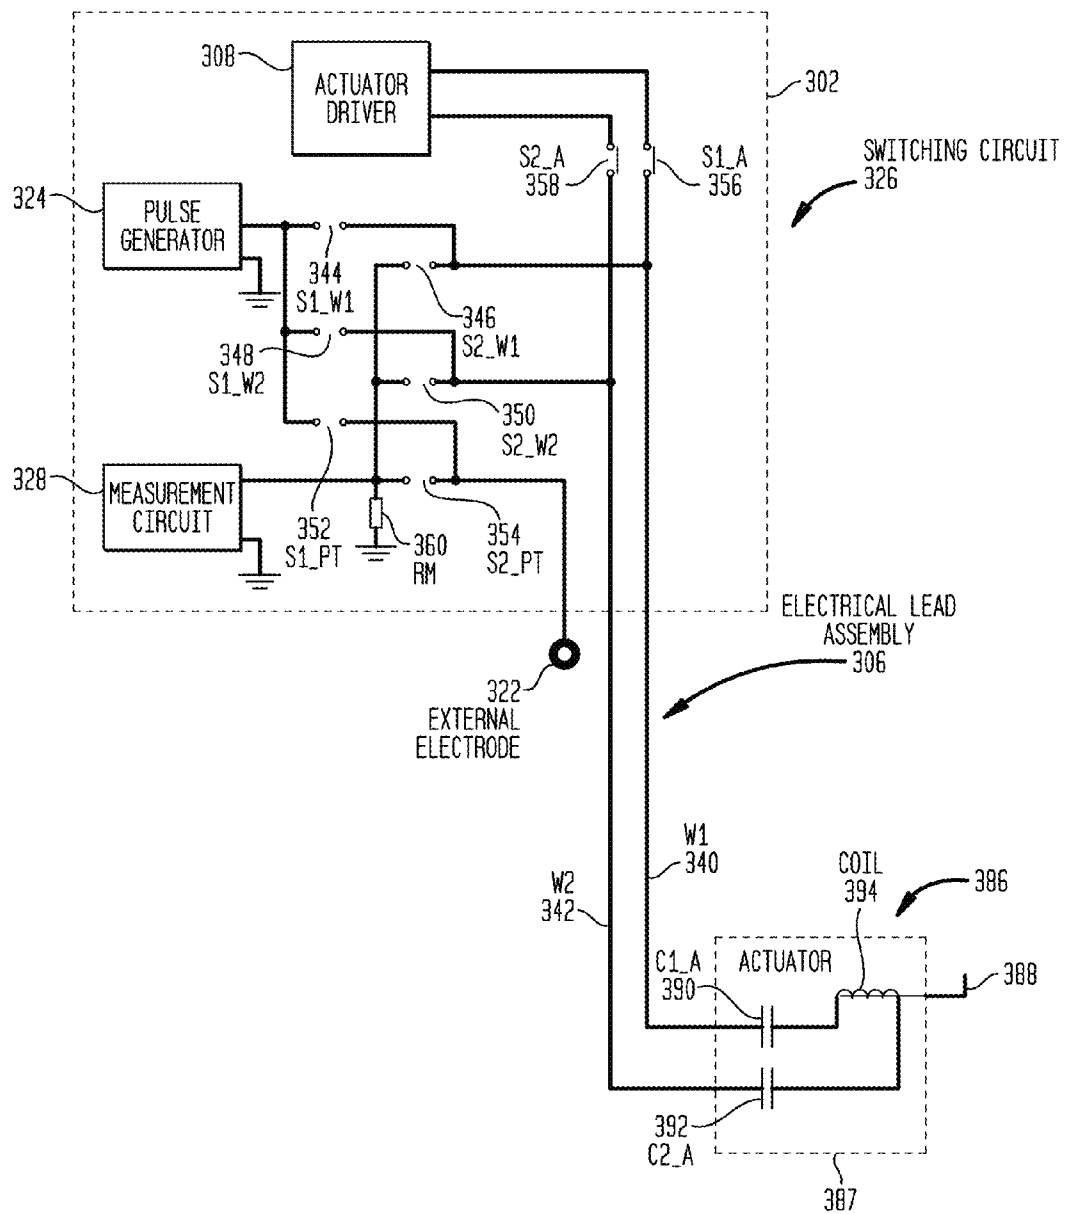 308
ACTUATOR
DRIVER
302
S2_A
358
S1_A
356
SWITCHING CIRCUIT
326
324
PULSE
GENERATOR
344
S1_W1
346
S2_W1
348
S1_W2
350
S2_W2
328
MEASUREMENT
CIRCUIT
352
S1_PT
360
RM
354
S2_PT
ELECTRICAL LEAD
ASSEMBLY
306
322
EXTERNAL
ELECTRODE
W1
340
W2
342
COIL
394
386
C1_A
390
ACTUATOR
388
392
C2_A
387